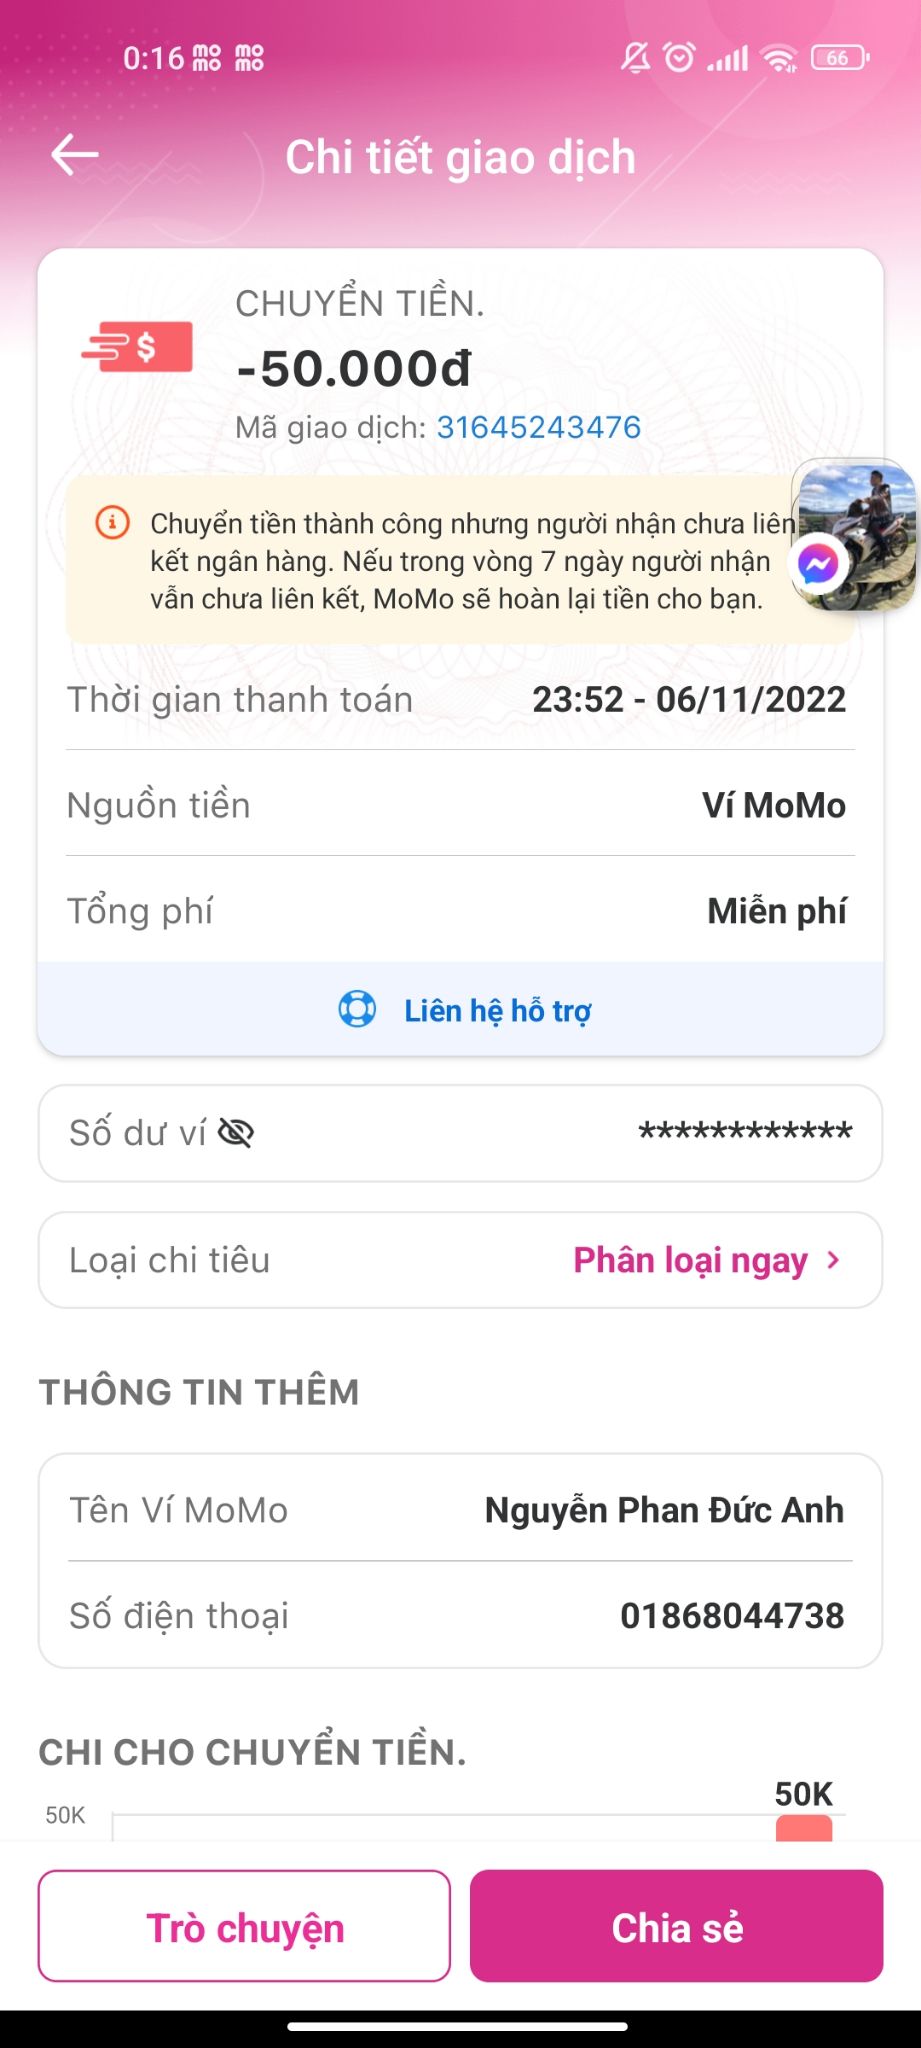 0:16 mo mo mo mo 66
Chi tiết giao dịch
CHUYỂN TIỀN.
$
-50.000đ
Mã giao dịch: 31645243476
Chuyển tiền thành công nhưng người nhận chưa liên
kết ngân hàng. Nếu trong vòng 7 ngày người nhận
vẫn chưa liên kết, MoMo sẽ hoàn lại tiền cho bạn.
Thời gian thanh toán 23:52 - 06/11/2022
Nguồn tiền Ví MoMo
Tổng phí Miễn phí
Liên hệ hỗ trợ
Số dư ví ************
Loại chi tiêu Phân loại ngay
THÔNG TIN THÊM
Tên Ví MoMo Nguyễn Phan Đức Anh
Số điện thoại 01868044738
CHI CHO CHUYỂN TIỀN.
50K
50K
Trò chuyện Chia sẻ